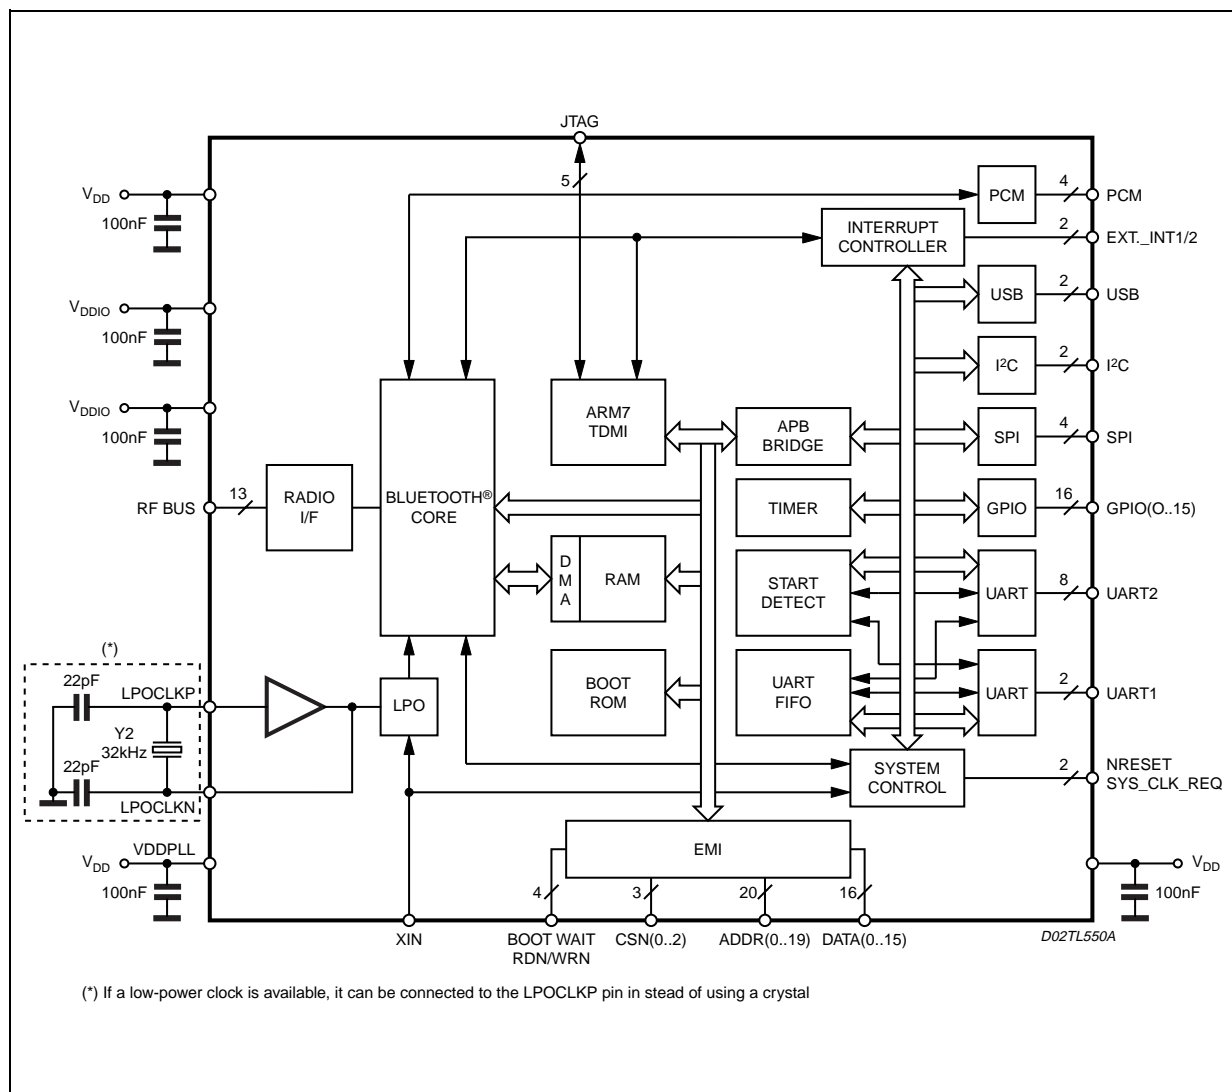 JTAG
5
VDD
100nF
PCM
4
PCM
INTERRUPT
CONTROLLER
2
EXT._INT1/2
USB
2
USB
VDDIO
100nF
I²C
2
I²C
VDDIO
100nF
ARM7
TDMI
APB
BRIDGE
SPI
4
SPI
RF BUS
13
RADIO
I/F
BLUETOOTH®
CORE
TIMER
GPIO
16
GPIO(O..15)
D
M
A
RAM
START
DETECT
UART
8
UART2
(*)
22pF
LPOCLKP
Y2
32kHz
22pF
LPOCLKN
LPO
BOOT
ROM
UART
FIFO
UART
2
UART1
SYSTEM
CONTROL
2
NRESET
SYS_CLK_REQ
VDD
VDDPLL
100nF
EMI
4
3
20
16
VDD
100nF
XIN
BOOT WAIT
RDN/WRN
CSN(0..2)
ADDR(0..19)
DATA(0..15)
D02TL550A
(*) If a low-power clock is available, it can be connected to the LPOCLKP pin in stead of using a crystal